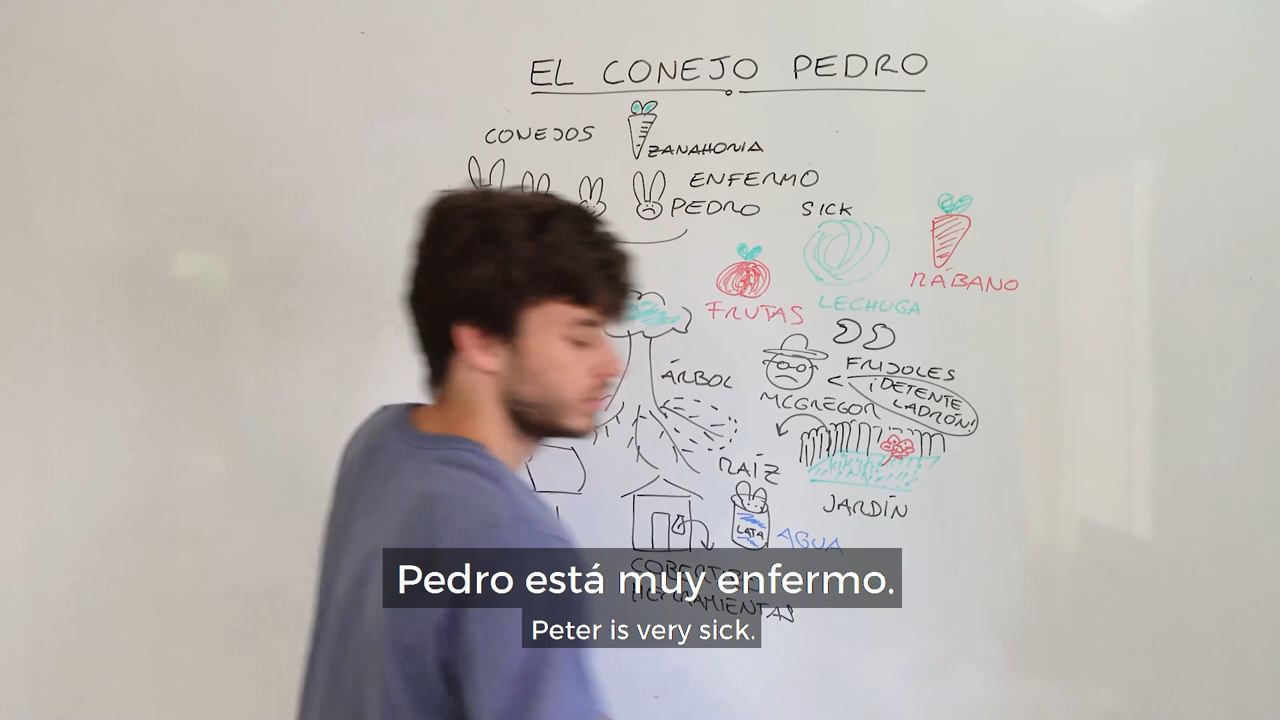 EL CONEJO PEDRO
CONEJOS
ZANAHORIA
ENFERMO
PEDRO SICK
RÁBANO
FRUTAS
LECHUGA
FRIJOLES
ÁRBOL
¡DETENTE
LADRÓN!
MCGREGOR
RAÍZ
JARDÍN
LATA
AGUA
HERRAMIENTAS
Pedro está muy enfermo.
Peter is very sick.